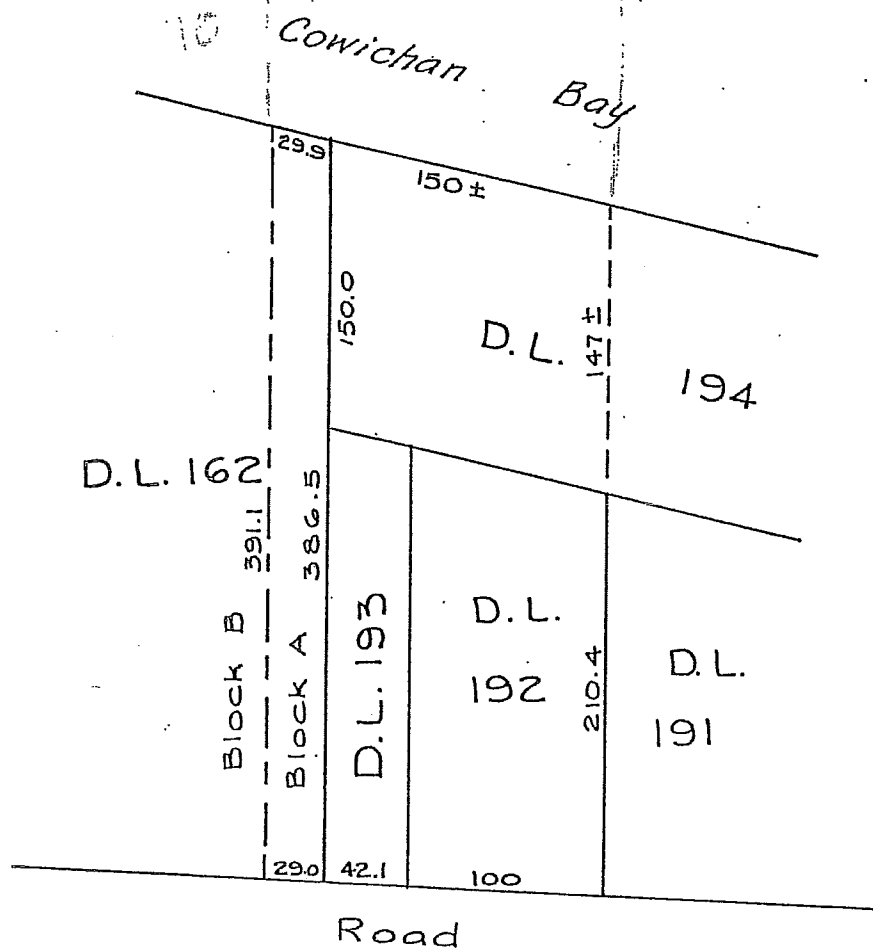 Cowichan Bay
29.9
150 ±
150.0
D. L. 194
147 ±
D. L. 162
391.1
386.5
Block B
Block A
D. L. 193
D. L.
192
210.4
D. L.
191
29.0
42.1
100
Road